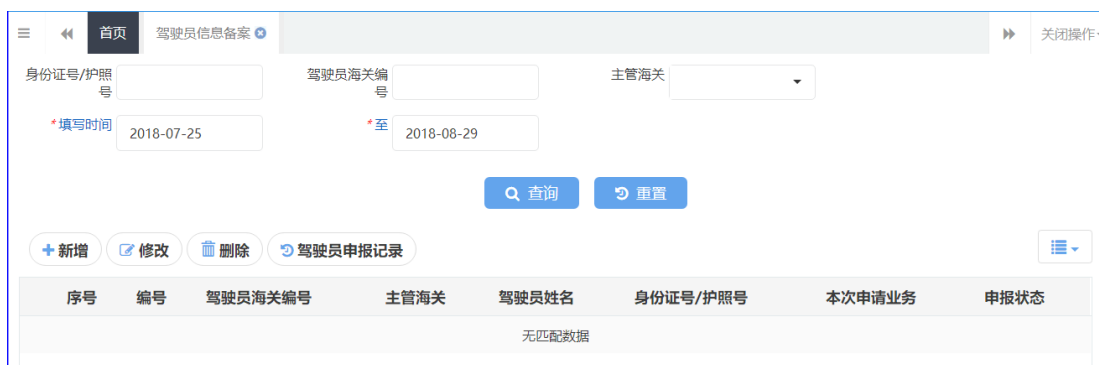 首页 驾驶员信息备案 关闭操作
身份证号/护照号 驾驶员海关编号 主管海关
*填写时间 2018-07-25 *至 2018-08-29
查询 重置
新增 修改 删除 驾驶员申报记录
序号 编号 驾驶员海关编号 主管海关 驾驶员姓名 身份证号/护照号 本次申请业务 申报状态
无匹配数据